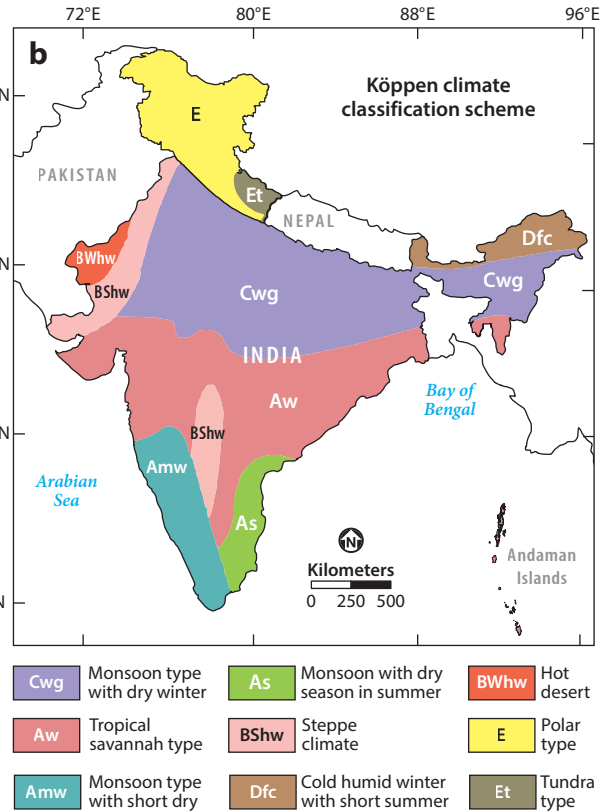 72°E 80°E 88°E 96°E
b
Köppen climate
classification scheme
N
E
PAKISTAN
Et
NEPAL
Dfc
BWhw
N
Cwg
BShw
Cwg
INDIA
Aw
Bay of
Bengal
BShw
N
Amw
Arabian
Sea
As
N
Andaman
Islands
Kilometers
0 250 500
N
Cwg Monsoon type
with dry winter
As Monsoon with dry
season in summer
BWhw Hot
desert
Aw Tropical
savannah type
BShw Steppe
climate
E Polar
type
Amw Monsoon type
with short dry
Dfc Cold humid winter
with short summer
Et Tundra
type